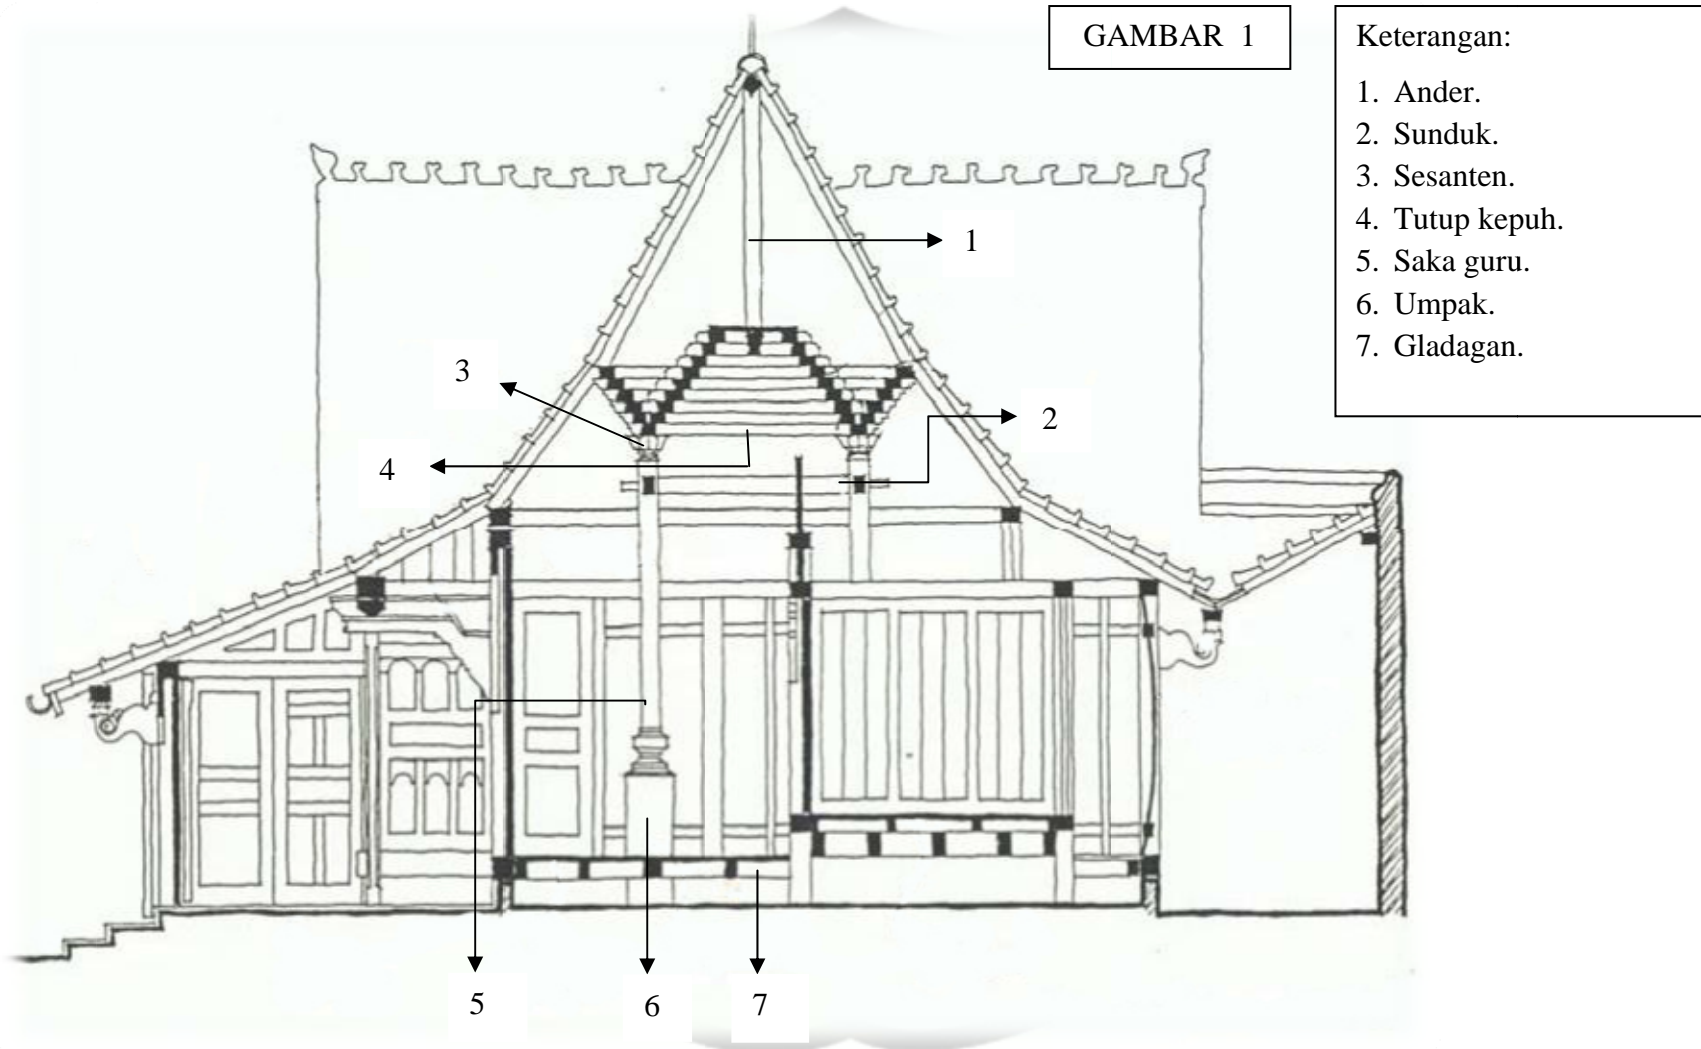 GAMBAR 1
Keterangan:
1. Ander.
2. Sunduk.
3. Sesanten.
4. Tutup kepuh.
5. Saka guru.
6. Umpak.
7. Gladagan.
1
3
2
4
5
6
7